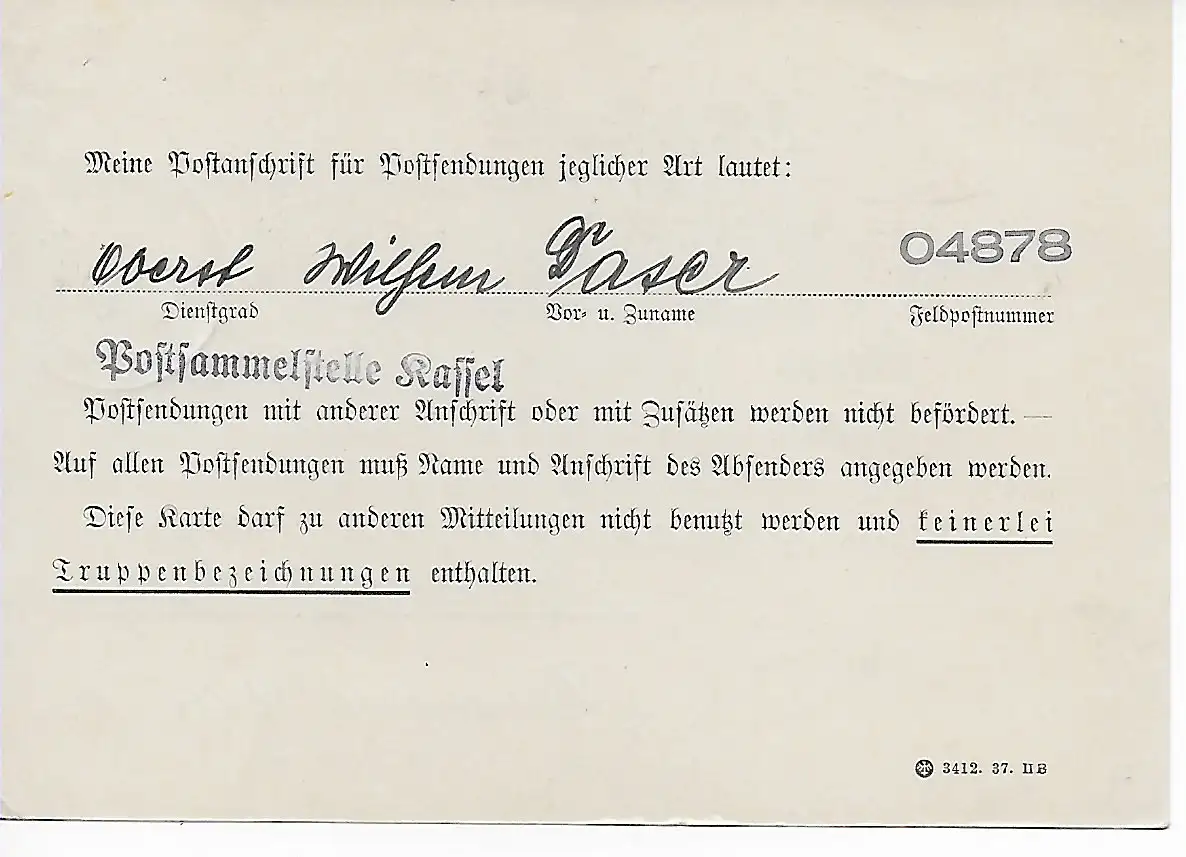 Meine Postanschrift für Postsendungen jeglicher Art lautet:
Oberst Wilhelm 04878
Dienstgrad Vor- u. Zuname Feldpostnummer
Postsammelstelle Kassel
Postsendungen mit anderer Anschrift oder mit Zusätzen werden nicht befördert. —
Auf allen Postsendungen muß Name und Anschrift des Absenders angegeben werden.
Diese Karte darf zu anderen Mitteilungen nicht benutzt werden und keinerlei
Truppenbezeichnungen enthalten.
3412. 37. II B